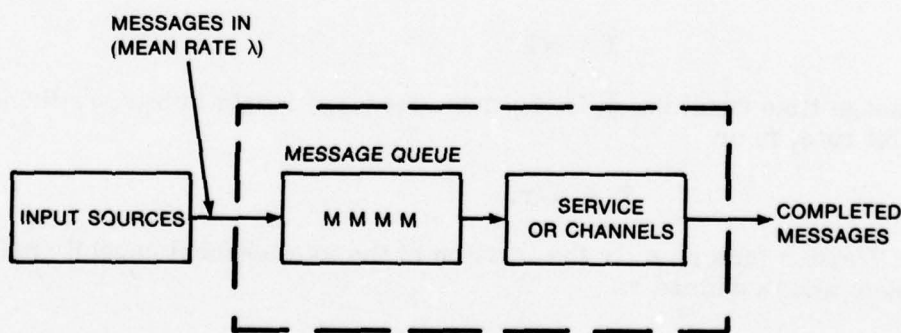 MESSAGES IN
(MEAN RATE λ)
MESSAGE QUEUE
INPUT SOURCES
M M M M
SERVICE
OR CHANNELS
COMPLETED
MESSAGES